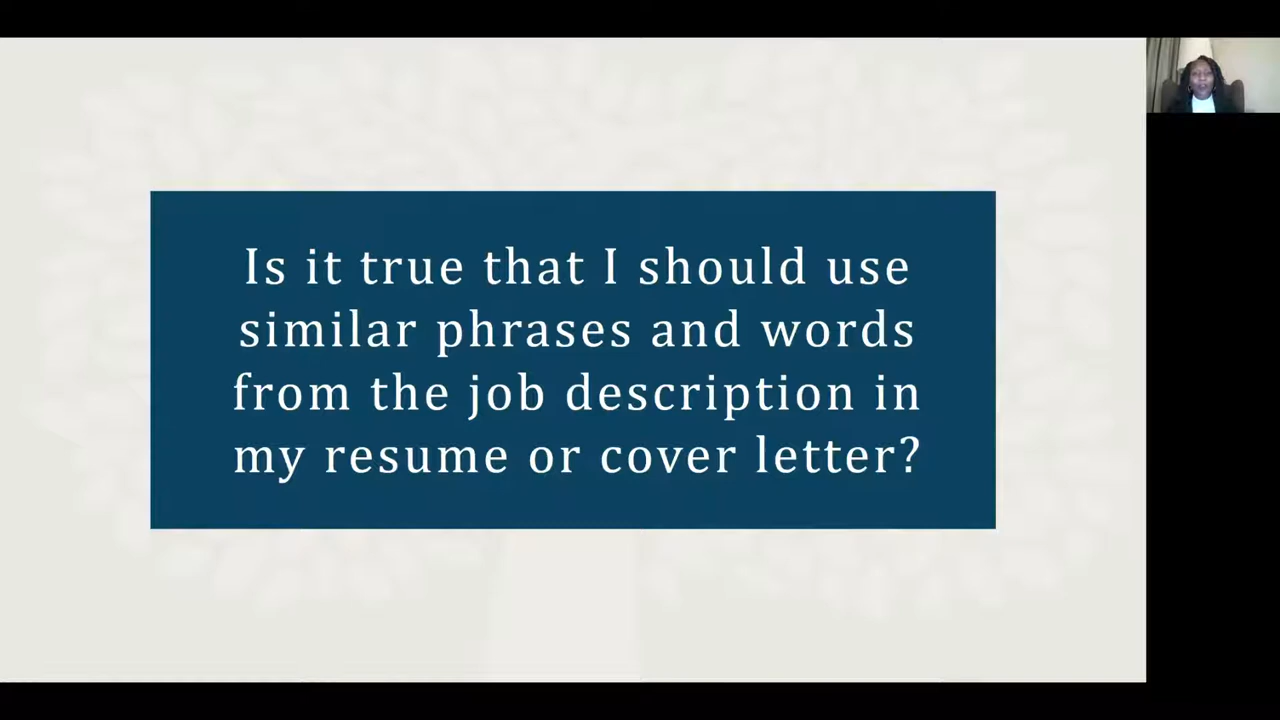 Is it true that I should use
similar phrases and words
from the job description in
my resume or cover letter?